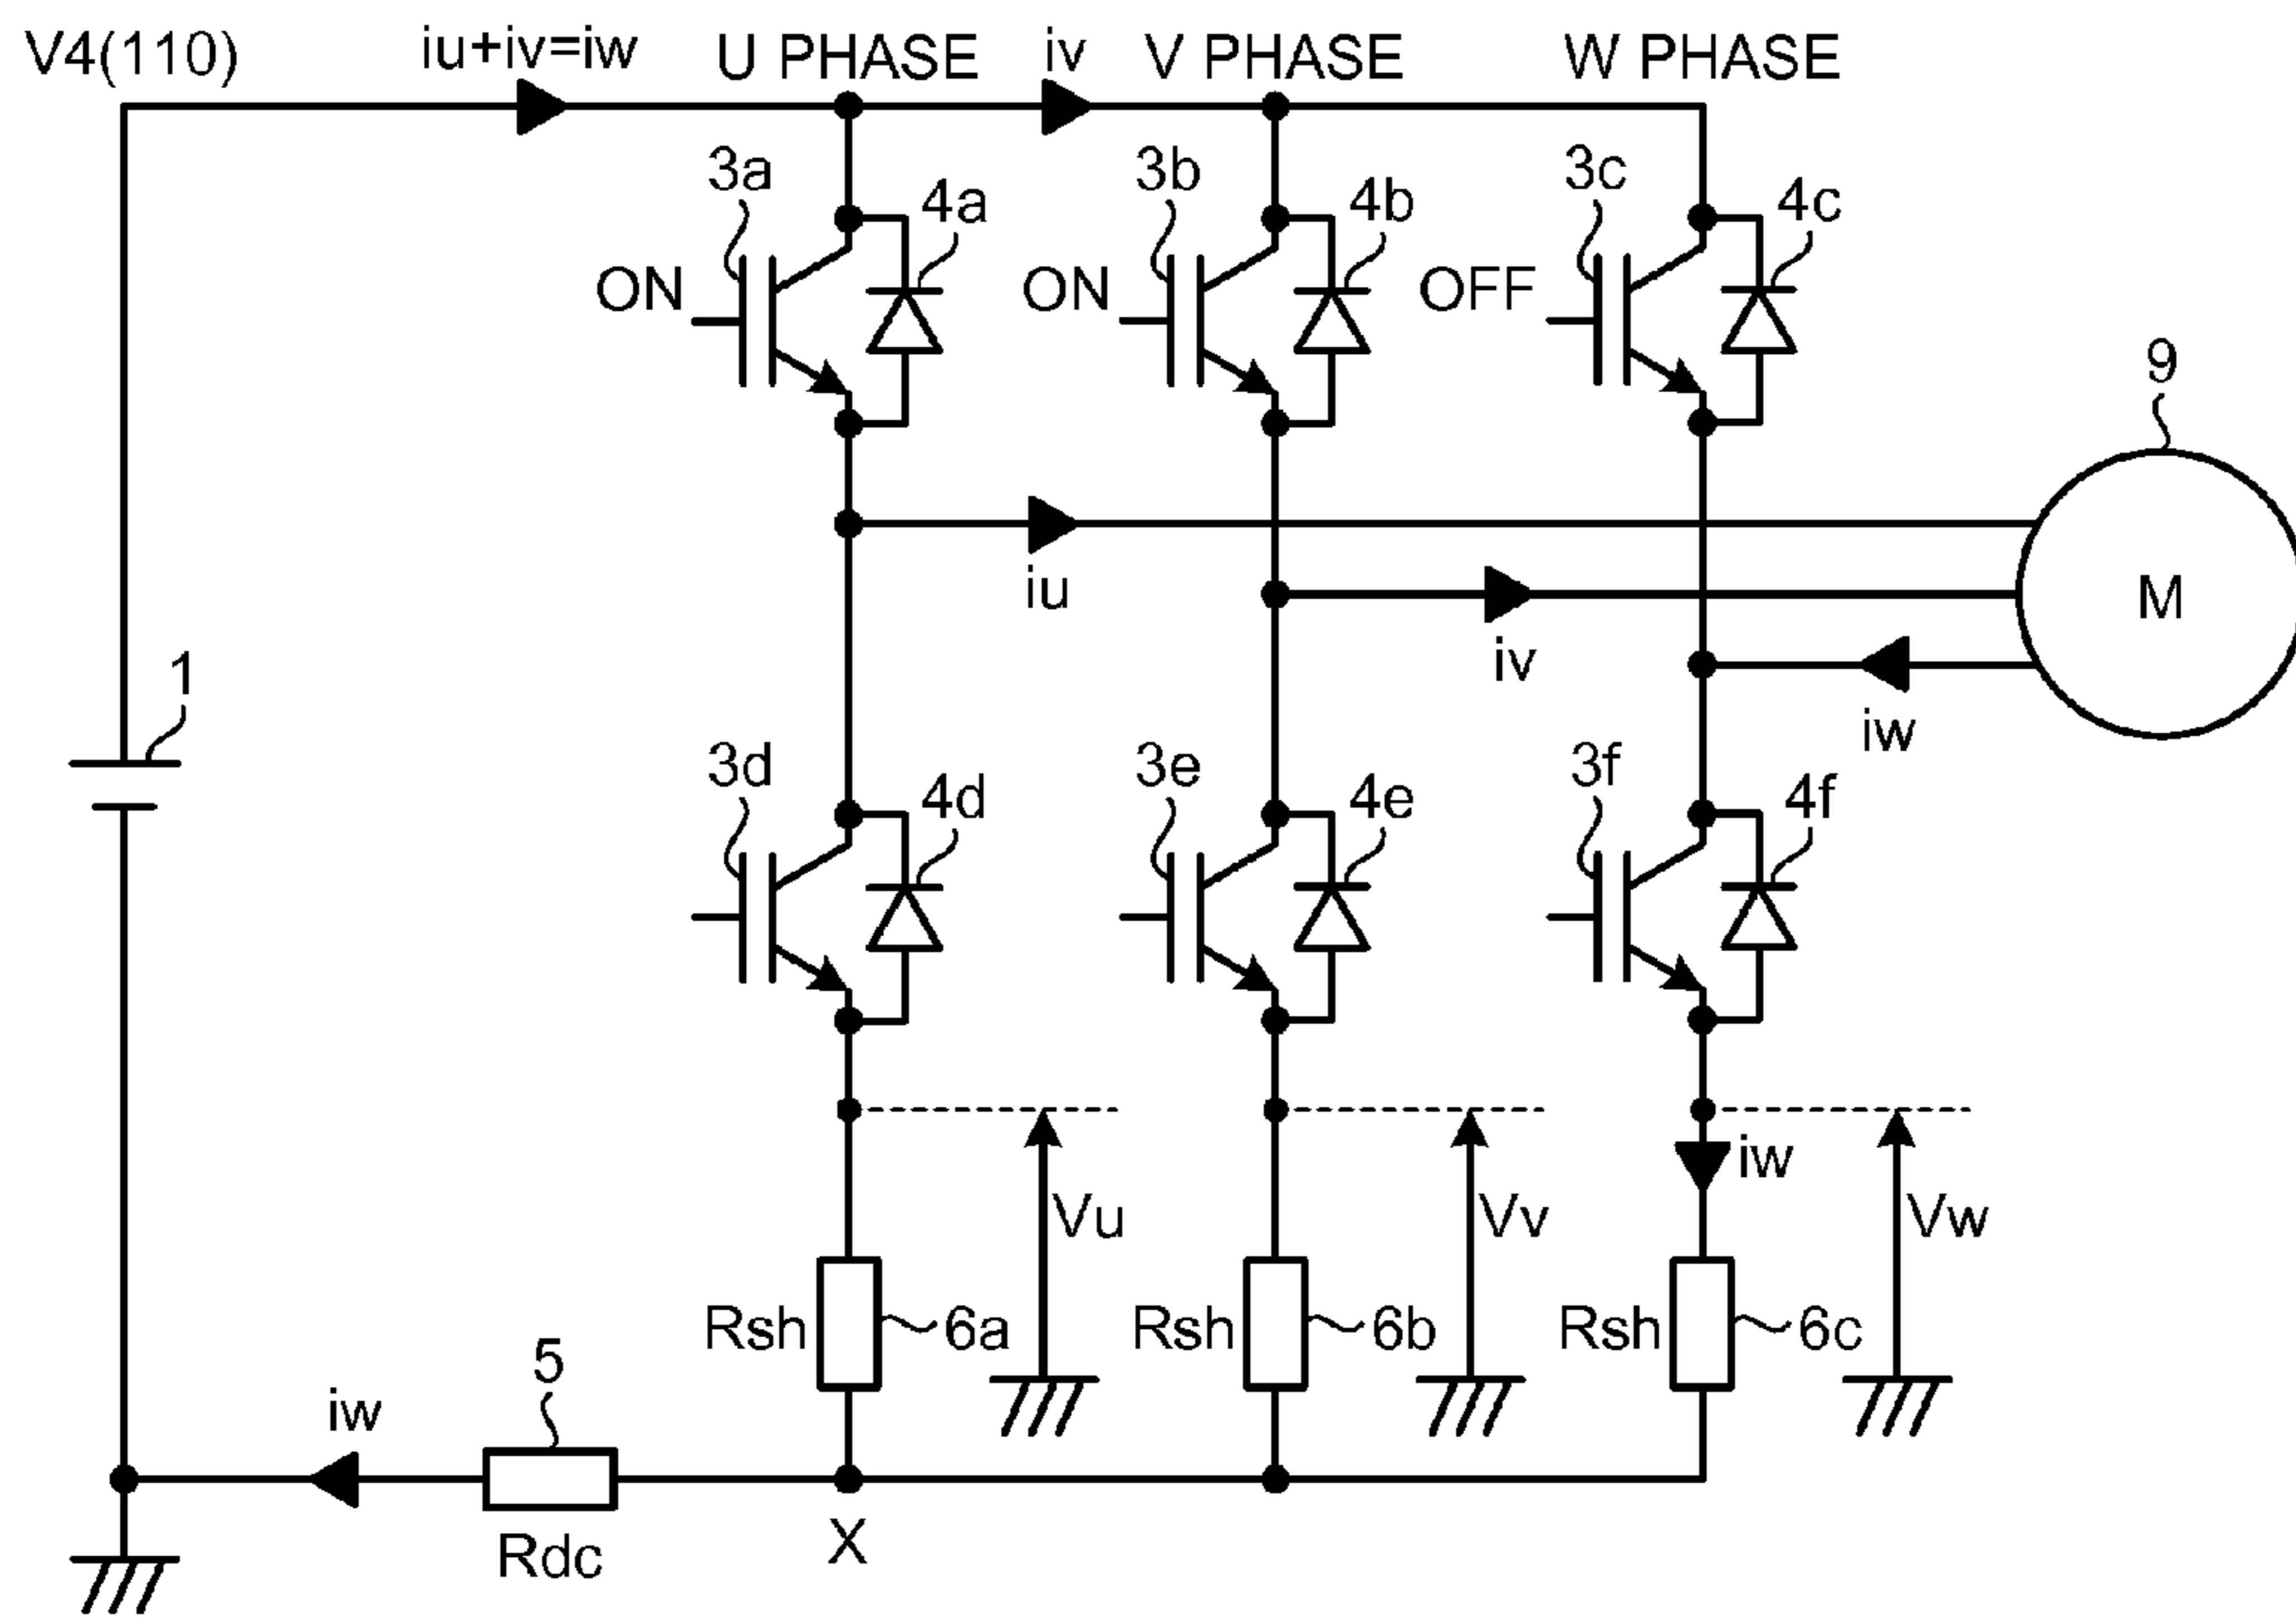 V4(110) iu+iv=iw U PHASE iv V PHASE W PHASE
3a 4a 3b 4b 3c 4c
ON ON OFF
9
iu
M
iv
iw
1
3d 4d 3e 4e 3f 4f
iw
Vu Vv Vw
Rsh 6a Rsh 6b Rsh 6c
5
iw
Rdc X